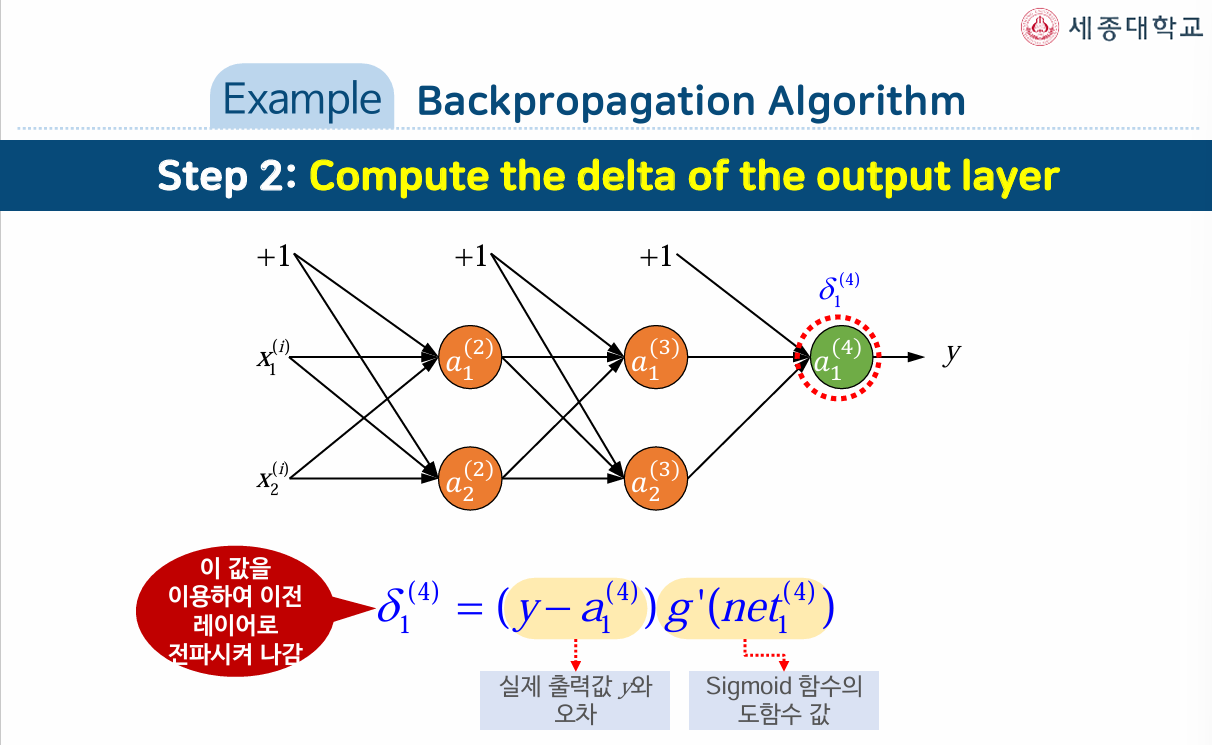 세종대학교
Example Backpropagation Algorithm
Step 2: Compute the delta of the output layer
+1 +1 +1
δ₁⁽⁴⁾
x₁⁽ⁱ⁾ a₁⁽²⁾ a₁⁽³⁾ a₁⁽⁴⁾ y
x₂⁽ⁱ⁾ a₂⁽²⁾ a₂⁽³⁾
이 값을
이용하여 이전
레이어로
전파시켜 나감
δ₁⁽⁴⁾ = (y − a₁⁽⁴⁾) g'(net₁⁽⁴⁾)
실제 출력값 y와
오차
Sigmoid 함수의
도함수 값